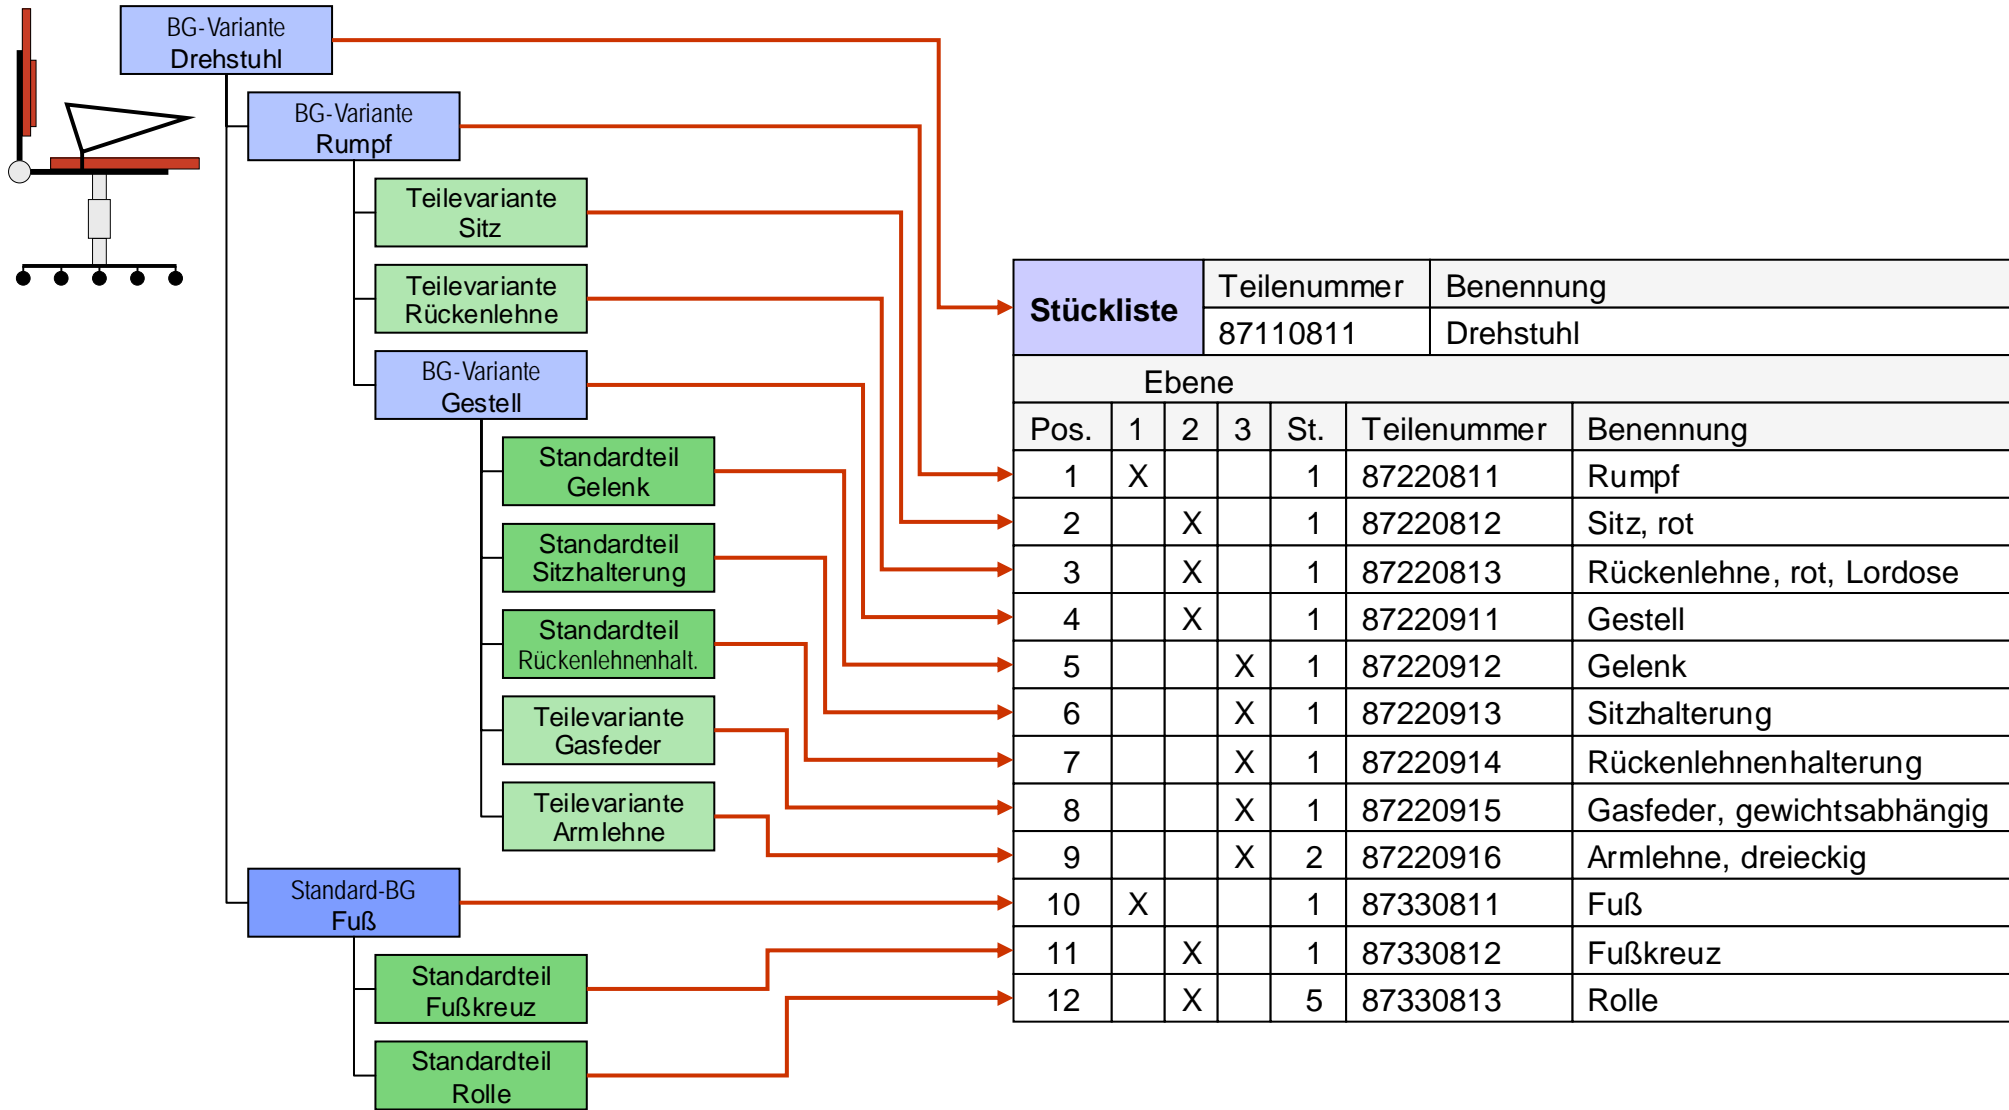 BG-Variante
Drehstuhl
BG-Variante
Rumpf
Teilevariante
Sitz
Teilevariante
Rückenlehne
BG-Variante
Gestell
Standardteil
Gelenk
Standardteil
Sitzhalterung
Standardteil
Rückenlehnenhalt.
Teilevariante
Gasfeder
Teilevariante
Armlehne
Standard-BG
Fuß
Standardteil
Fußkreuz
Standardteil
Rolle
Stückliste
Teilenummer Benennung
87110811 Drehstuhl
Ebene
Pos. 1 2 3 St. Teilenummer Benennung
1 X 1 87220811 Rumpf
2 X 1 87220812 Sitz, rot
3 X 1 87220813 Rückenlehne, rot, Lordose
4 X 1 87220911 Gestell
5 X 1 87220912 Gelenk
6 X 1 87220913 Sitzhalterung
7 X 1 87220914 Rückenlehnenhalterung
8 X 1 87220915 Gasfeder, gewichtsabhängig
9 X 2 87220916 Armlehne, dreieckig
10 X 1 87330811 Fuß
11 X 1 87330812 Fußkreuz
12 X 5 87330813 Rolle